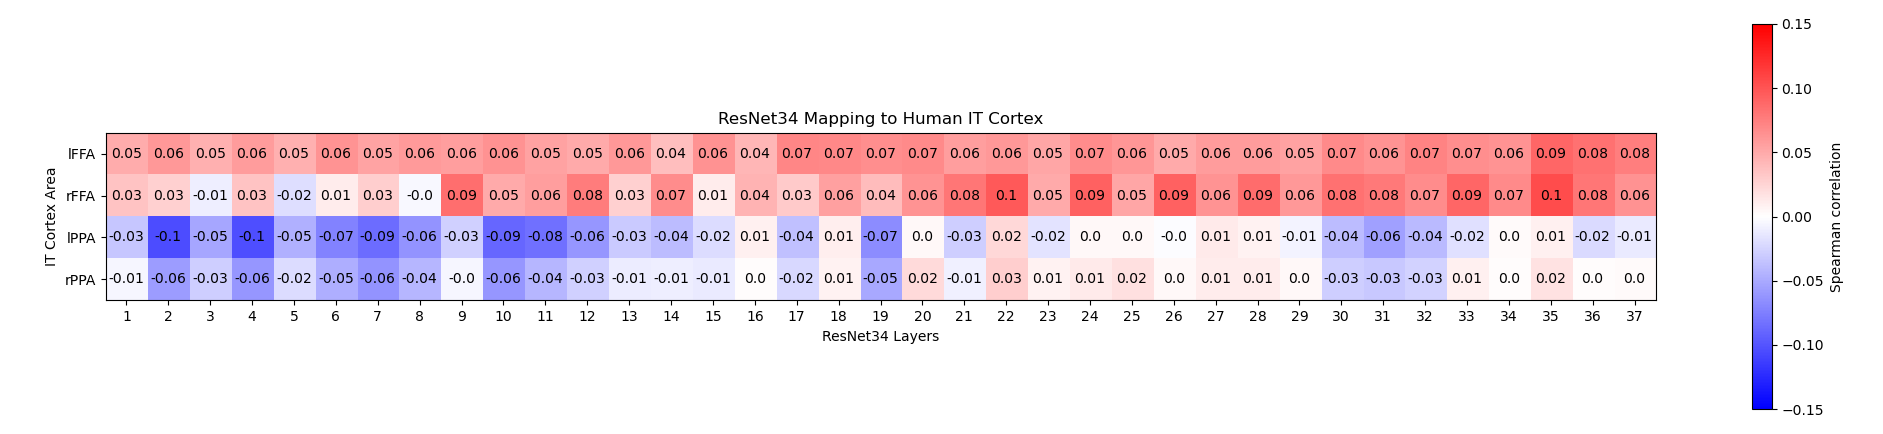 ResNet34 Mapping to Human IT Cortex
IT Cortex Area
lFFA 0.05 0.06 0.05 0.06 0.05 0.06 0.05 0.06 0.06 0.06 0.05 0.05 0.06 0.04 0.06 0.04 0.07 0.07 0.07 0.07 0.06 0.06 0.05 0.07 0.06 0.05 0.06 0.06 0.05 0.07 0.06 0.07 0.07 0.06 0.09 0.08 0.08
rFFA 0.03 0.03 -0.01 0.03 -0.02 0.01 0.03 -0.0 0.09 0.05 0.06 0.08 0.03 0.07 0.01 0.04 0.03 0.06 0.04 0.06 0.08 0.1 0.05 0.09 0.05 0.09 0.06 0.09 0.06 0.08 0.08 0.07 0.09 0.07 0.1 0.08 0.06
lPPA -0.03 -0.1 -0.05 -0.1 -0.05 -0.07 -0.09 -0.06 -0.03 -0.09 -0.08 -0.06 -0.03 -0.04 -0.02 0.01 -0.04 0.01 -0.07 0.0 -0.03 0.02 -0.02 0.0 0.0 -0.0 0.01 0.01 -0.01 -0.04 -0.06 -0.04 -0.02 0.0 0.01 -0.02 -0.01
rPPA -0.01 -0.06 -0.03 -0.06 -0.02 -0.05 -0.06 -0.04 -0.0 -0.06 -0.04 -0.03 -0.01 -0.01 -0.01 0.0 -0.02 0.01 -0.05 0.02 -0.01 0.03 0.01 0.01 0.02 0.0 0.01 0.01 0.0 -0.03 -0.03 -0.03 0.01 0.0 0.02 0.0 0.0
1 2 3 4 5 6 7 8 9 10 11 12 13 14 15 16 17 18 19 20 21 22 23 24 25 26 27 28 29 30 31 32 33 34 35 36 37
ResNet34 Layers
0.15
0.10
0.05
0.00
−0.05
−0.10
−0.15
Spearman correlation